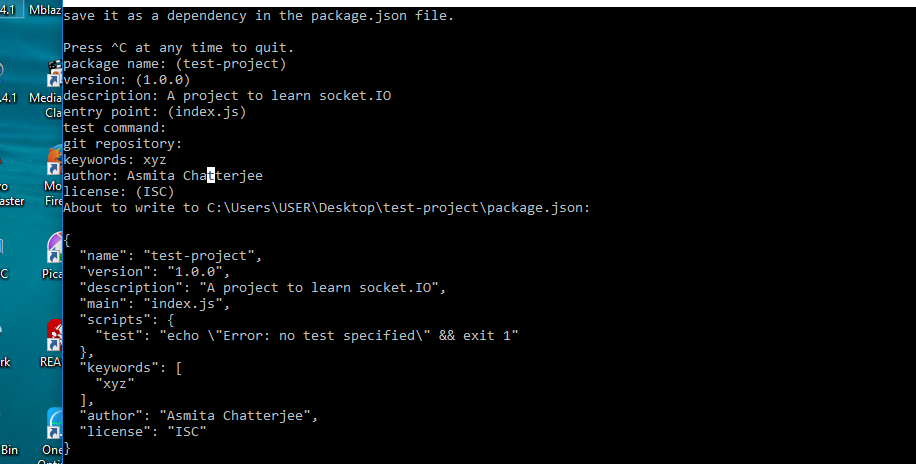 4.1 Mblaz
save it as a dependency in the package.json file.
Press ^C at any time to quit.
package name: (test-project)
version: (1.0.0)
.4.1 Media
description: A project to learn socket.IO
Cla
entry point: (index.js)
test command:
git repository:
keywords: xyz
author: Asmita Chatterjee
Mo
license: (ISC)
aster Fire
About to write to C:\Users\USER\Desktop\test-project\package.json:
{
"name": "test-project",
C Pica
"version": "1.0.0",
"description": "A project to learn socket.IO",
"main": "index.js",
"scripts": {
"test": "echo \"Error: no test specified\" && exit 1"
},
rk REA
"keywords": [
"xyz"
],
"author": "Asmita Chatterjee",
"license": "ISC"
Bin One
}